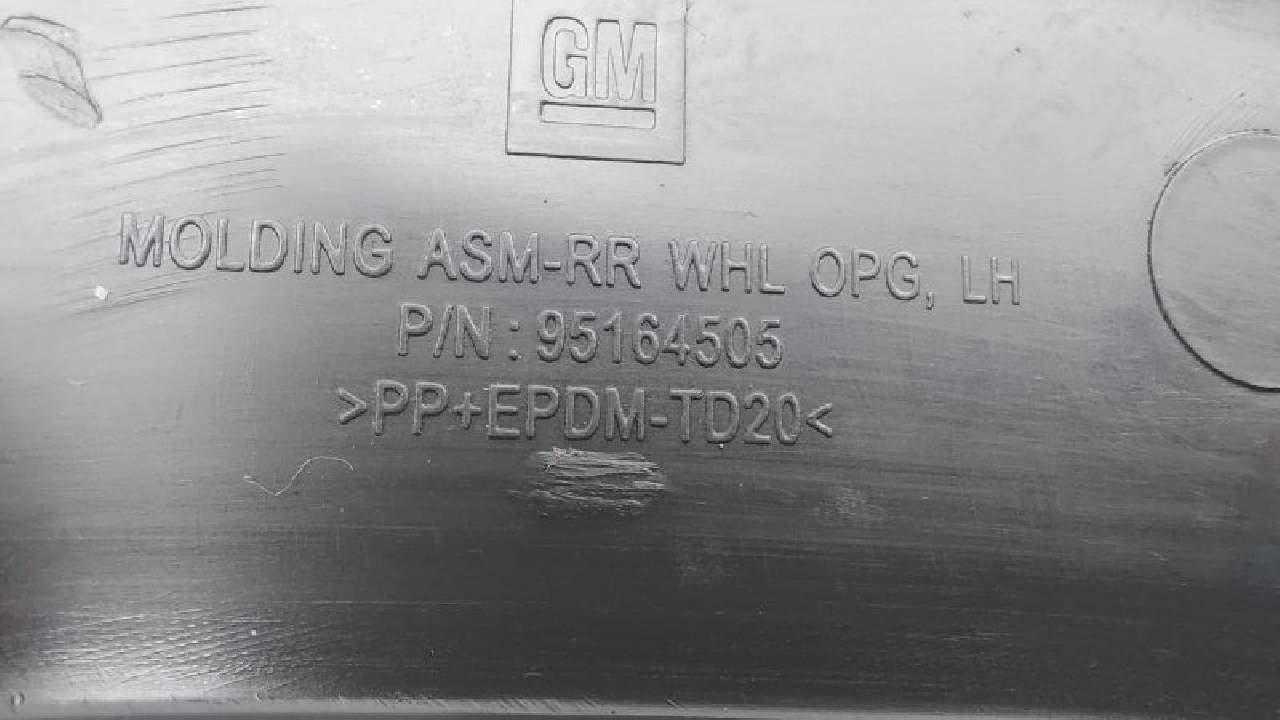 GM
MOLDING ASM-RR WHL OPG, LH
P/N : 95164505
>PP+EPDM-TD20<